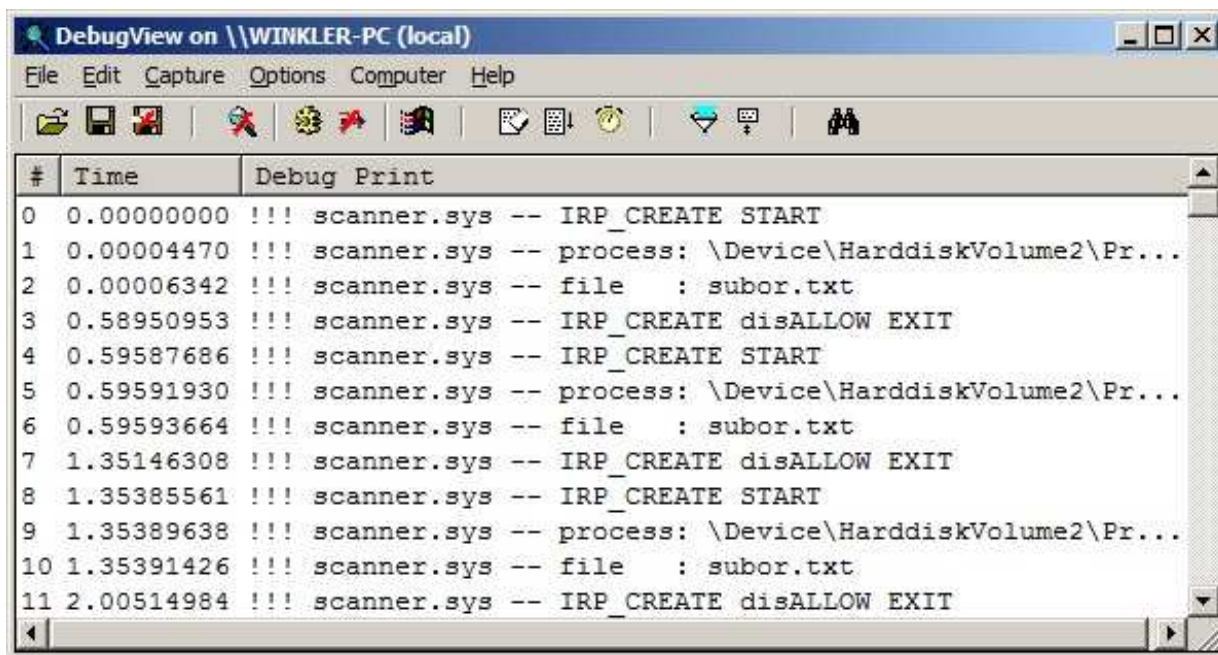 DebugView on \\WINKLER-PC (local)
File Edit Capture Options Computer Help
# Time Debug Print
0 0.00000000 !!! scanner.sys -- IRP_CREATE START
1 0.00004470 !!! scanner.sys -- process: \Device\HarddiskVolume2\Pr...
2 0.00006342 !!! scanner.sys -- file   : subor.txt
3 0.58950953 !!! scanner.sys -- IRP_CREATE disALLOW EXIT
4 0.59587686 !!! scanner.sys -- IRP_CREATE START
5 0.59591930 !!! scanner.sys -- process: \Device\HarddiskVolume2\Pr...
6 0.59593664 !!! scanner.sys -- file   : subor.txt
7 1.35146308 !!! scanner.sys -- IRP_CREATE disALLOW EXIT
8 1.35385561 !!! scanner.sys -- IRP_CREATE START
9 1.35389638 !!! scanner.sys -- process: \Device\HarddiskVolume2\Pr...
10 1.35391426 !!! scanner.sys -- file   : subor.txt
11 2.00514984 !!! scanner.sys -- IRP_CREATE disALLOW EXIT